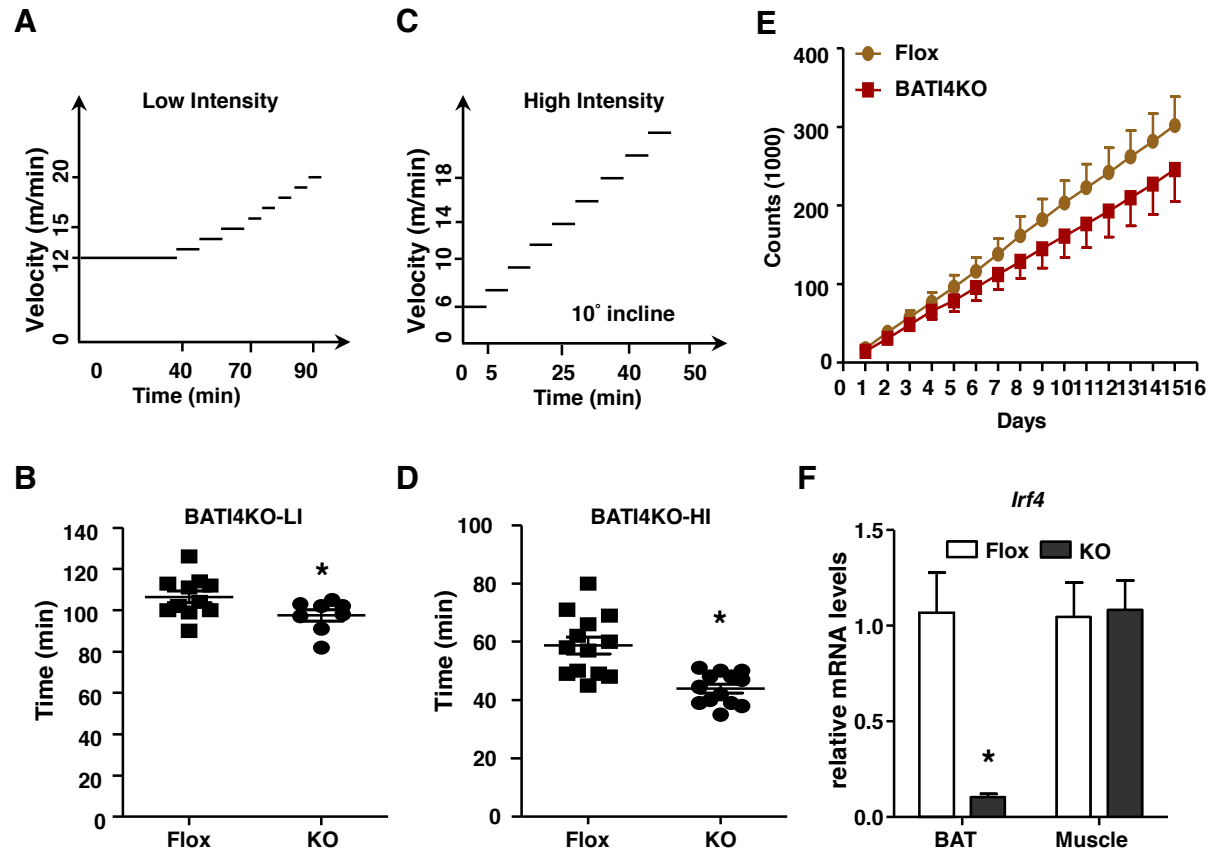 A
Low Intensity
Velocity (m/min)
20
15
12
0
0 40 70 90
Time (min)
C
High Intensity
Velocity (m/min)
18
14
10
6
0
10° incline
0 5 25 40 50
Time (min)
E
Flox
BATI4KO
Counts (1000)
400
300
200
100
0
0 1 2 3 4 5 6 7 8 9 10 11 12 13 14 15 16
Days
B
BATI4KO-LI
Time (min)
140
120
100
80
60
40
20
0
*
Flox KO
D
BATI4KO-HI
Time (min)
100
80
60
40
20
0
*
Flox KO
F
Irf4
Flox KO
relative mRNA levels
1.5
1.0
0.5
0.0
*
BAT Muscle